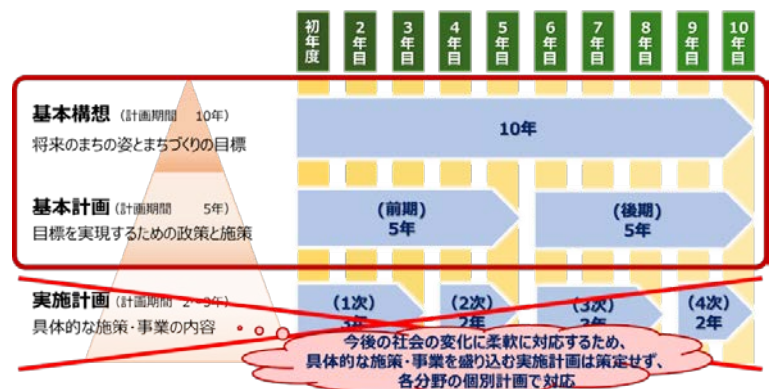 初年度
2年目
3年目
4年目
5年目
6年目
7年目
8年目
9年目
10年目
基本構想 (計画期間 10年)
将来のまちの姿とまちづくりの目標
10年
基本計画 (計画期間 5年)
目標を実現するための政策と施策
(前期)
5年
(後期)
5年
実施計画 (計画期間 2~3年)
具体的な施策・事業の内容
(1次)
3年
(2次)
2年
(3次)
3年
(4次)
2年
今後の社会の変化に柔軟に対応するため、
具体的な施策・事業を盛り込む実施計画は策定せず、
各分野の個別計画で対応